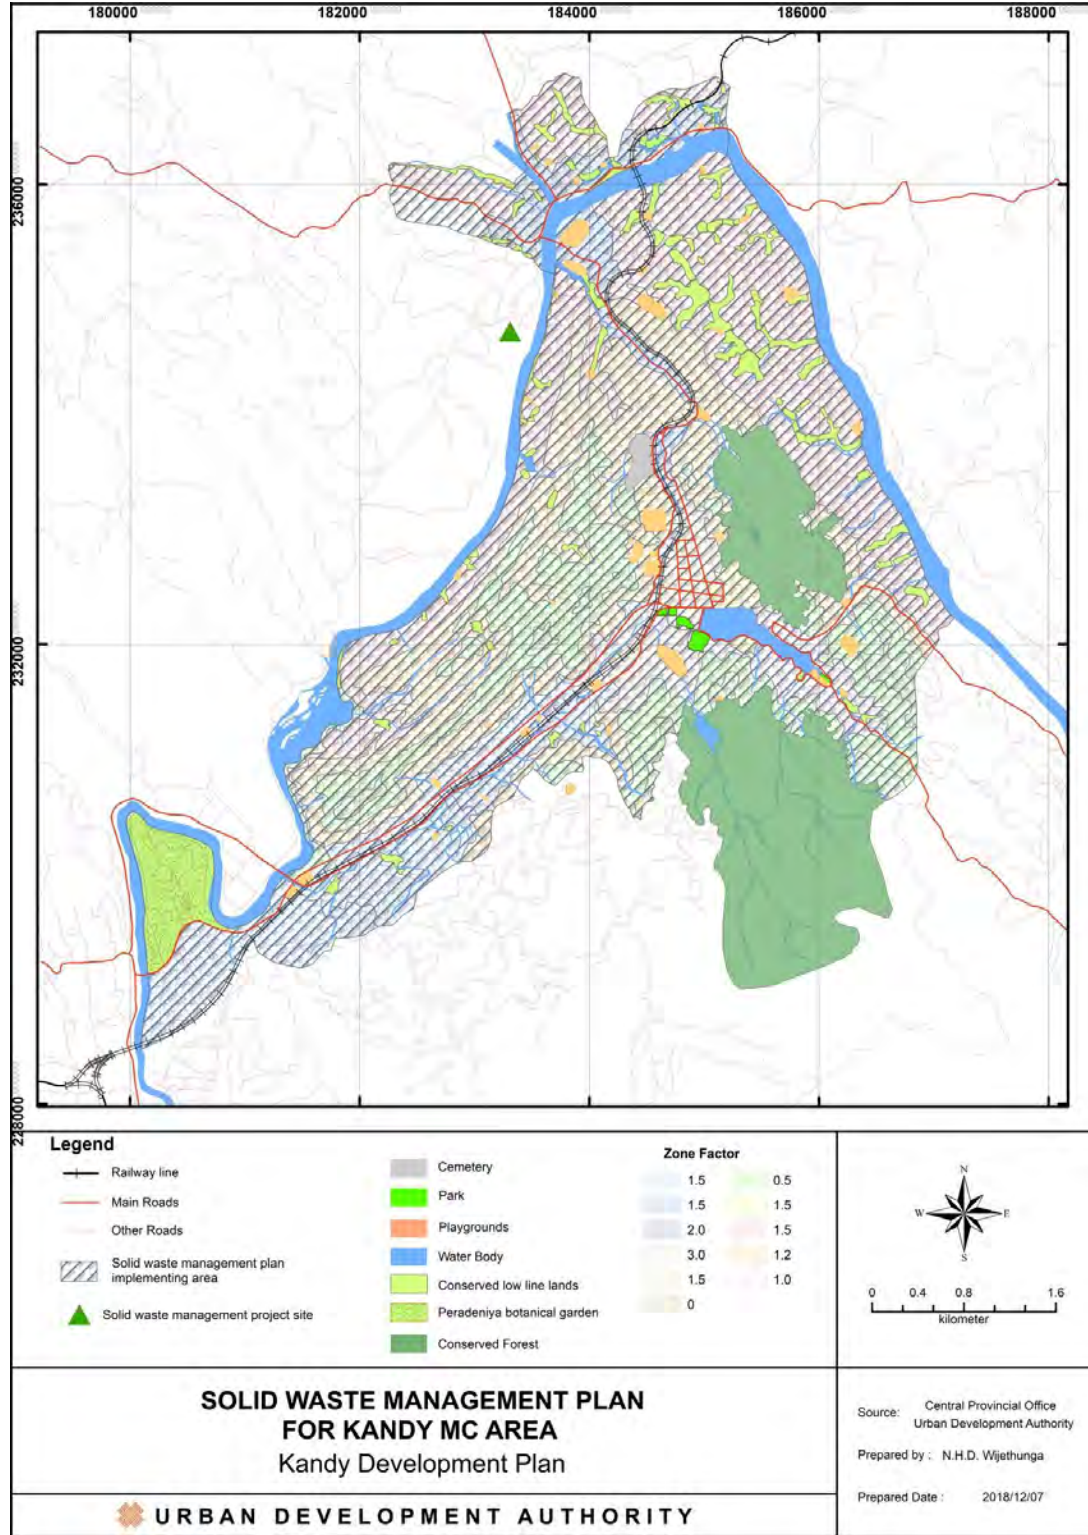 180000 182000 184000 186000 188000
236000
232000
228000
Legend
Railway line
Main Roads
Other Roads
Solid waste management plan
implementing area
Solid waste management project site
Cemetery
Park
Playgrounds
Water Body
Conserved low line lands
Peradeniya botanical garden
Conserved Forest
Zone Factor
1.5 0.5
1.5 1.5
2.0 1.5
3.0 1.2
1.5 1.0
0
N
W E
S
0 0.4 0.8 1.6
kilometer
SOLID WASTE MANAGEMENT PLAN
FOR KANDY MC AREA
Kandy Development Plan
URBAN DEVELOPMENT AUTHORITY
Source: Central Provincial Office
Urban Development Authority
Prepared by : N.H.D. Wijethunga
Prepared Date : 2018/12/07